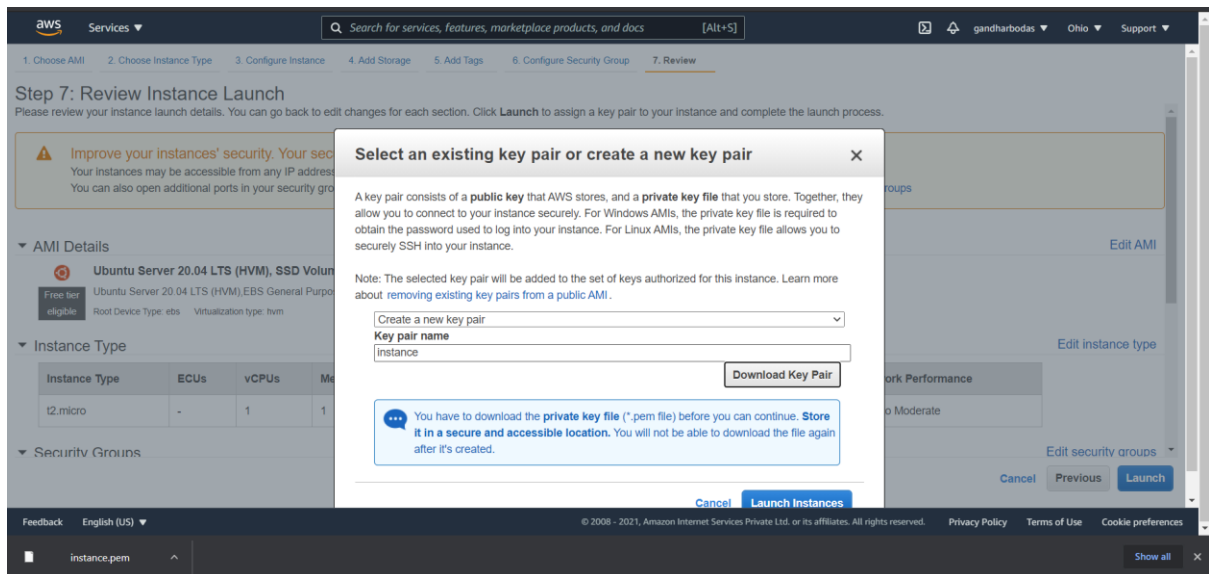 aws Services ▼ Search for services, features, marketplace products, and docs [Alt+S] gandharbodas ▼ Ohio ▼ Support ▼
1. Choose AMI 2. Choose Instance Type 3. Configure Instance 4. Add Storage 5. Add Tags 6. Configure Security Group 7. Review
Step 7: Review Instance Launch
Please review your instance launch details. You can go back to edit changes for each section. Click Launch to assign a key pair to your instance and complete the launch process.
Improve your instances' security. Your sec
Your instances may be accessible from any IP address
You can also open additional ports in your security gro
roups
AMI Details
Edit AMI
Ubuntu Server 20.04 LTS (HVM), SSD Volun
Free tier
eligible
Ubuntu Server 20.04 LTS (HVM),EBS General Purpo
Root Device Type: ebs Virtualization type: hvm
Instance Type
Edit instance type
Instance Type ECUs vCPUs Me ork Performance
t2.micro - 1 1 o Moderate
Security Groups
Edit security groups
Cancel Previous Launch
Select an existing key pair or create a new key pair ×
A key pair consists of a public key that AWS stores, and a private key file that you store. Together, they
allow you to connect to your instance securely. For Windows AMIs, the private key file is required to
obtain the password used to log into your instance. For Linux AMIs, the private key file allows you to
securely SSH into your instance.
Note: The selected key pair will be added to the set of keys authorized for this instance. Learn more
about removing existing key pairs from a public AMI .
Create a new key pair
Key pair name
instance
Download Key Pair
You have to download the private key file (*.pem file) before you can continue. Store
it in a secure and accessible location. You will not be able to download the file again
after it's created.
Cancel Launch Instances
Feedback English (US) ▼ © 2008 - 2021, Amazon Internet Services Private Ltd. or its affiliates. All rights reserved. Privacy Policy Terms of Use Cookie preferences
instance.pem Show all ×